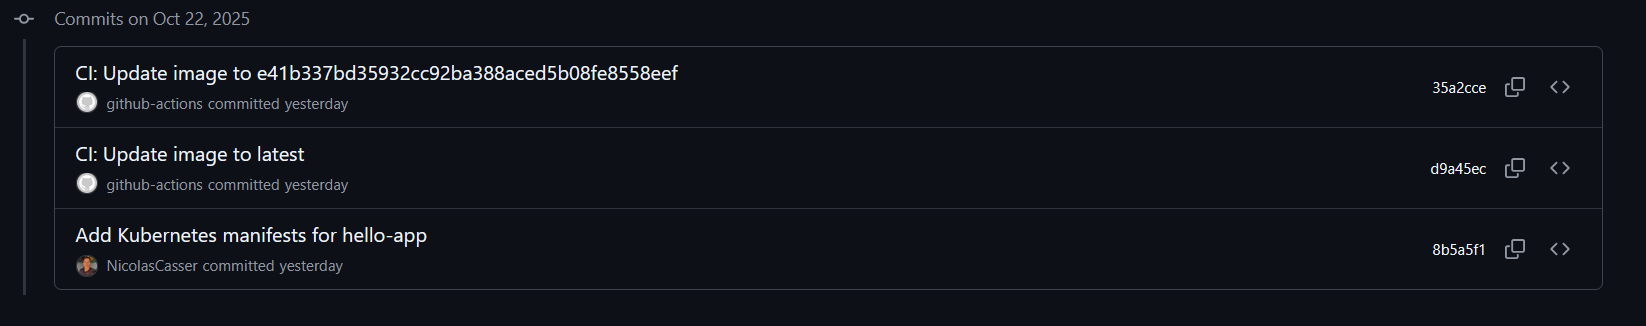 Commits on Oct 22, 2025
CI: Update image to e41b337bd35932cc92ba388aced5b08fe8558eef
github-actions committed yesterday
35a2cce
CI: Update image to latest
github-actions committed yesterday
d9a45ec
Add Kubernetes manifests for hello-app
NicolasCasser committed yesterday
8b5a5f1